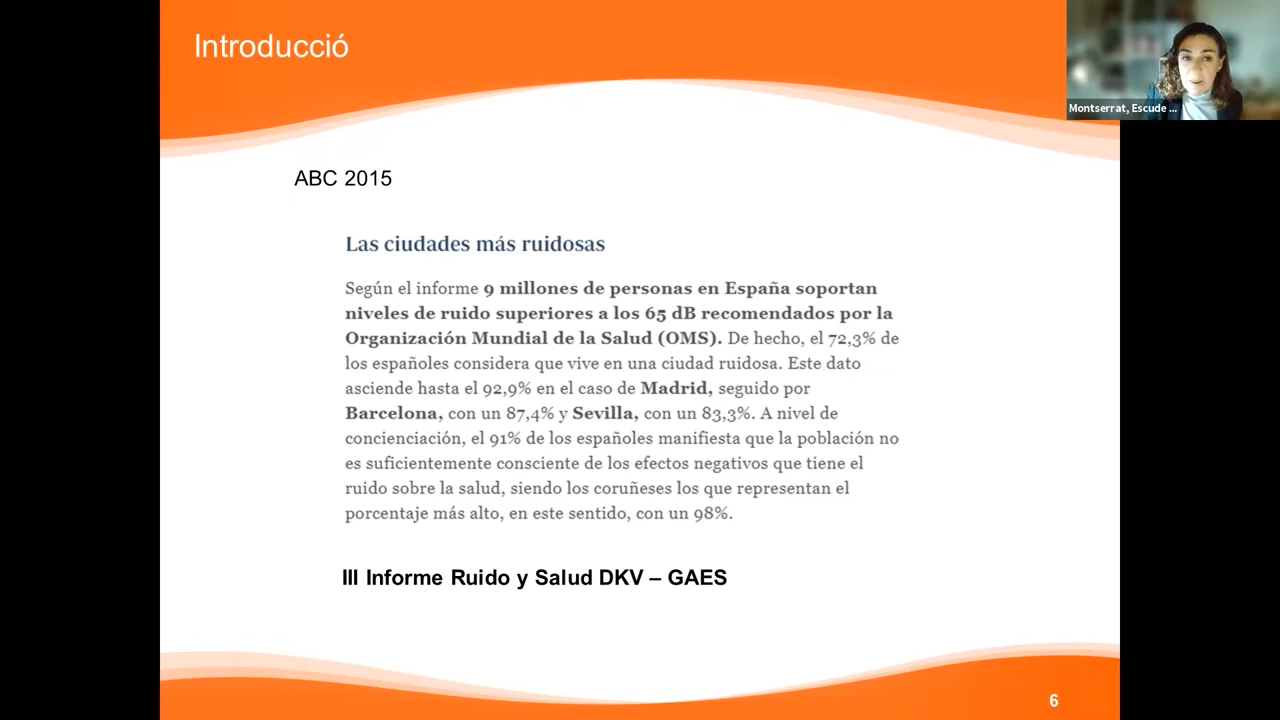 Introducció
Montserrat, Escude ...
ABC 2015
Las ciudades más ruidosas
Según el informe 9 millones de personas en España soportan
niveles de ruido superiores a los 65 dB recomendados por la
Organización Mundial de la Salud (OMS). De hecho, el 72,3% de
los españoles considera que vive en una ciudad ruidosa. Este dato
asciende hasta el 92,9% en el caso de Madrid, seguido por
Barcelona, con un 87,4% y Sevilla, con un 83,3%. A nivel de
concienciación, el 91% de los españoles manifiesta que la población no
es suficientemente consciente de los efectos negativos que tiene el
ruido sobre la salud, siendo los coruñeses los que representan el
porcentaje más alto, en este sentido, con un 98%.
III Informe Ruido y Salud DKV – GAES
6